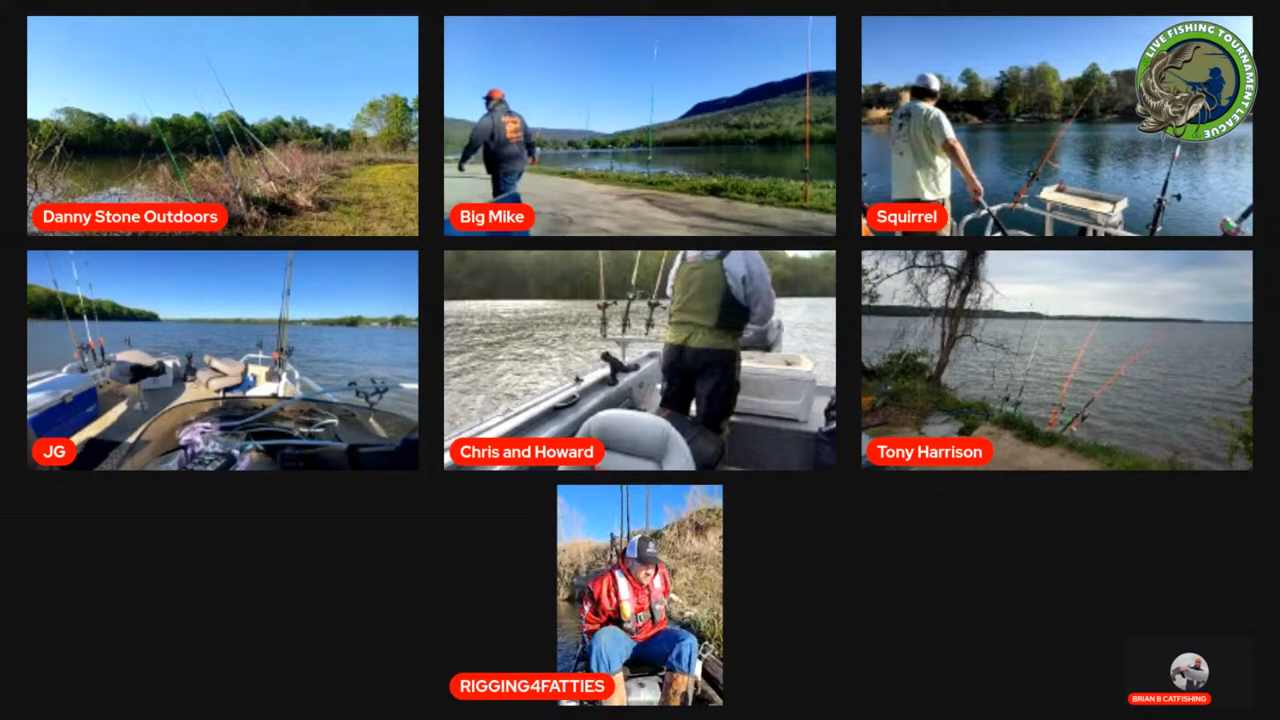 LIVE FISHING TOURNAMENT LEAGUE
Danny Stone Outdoors
Big Mike
Squirrel
JG
Chris and Howard
Tony Harrison
RIGGING4FATTIES
BRIAN B CATFISHING